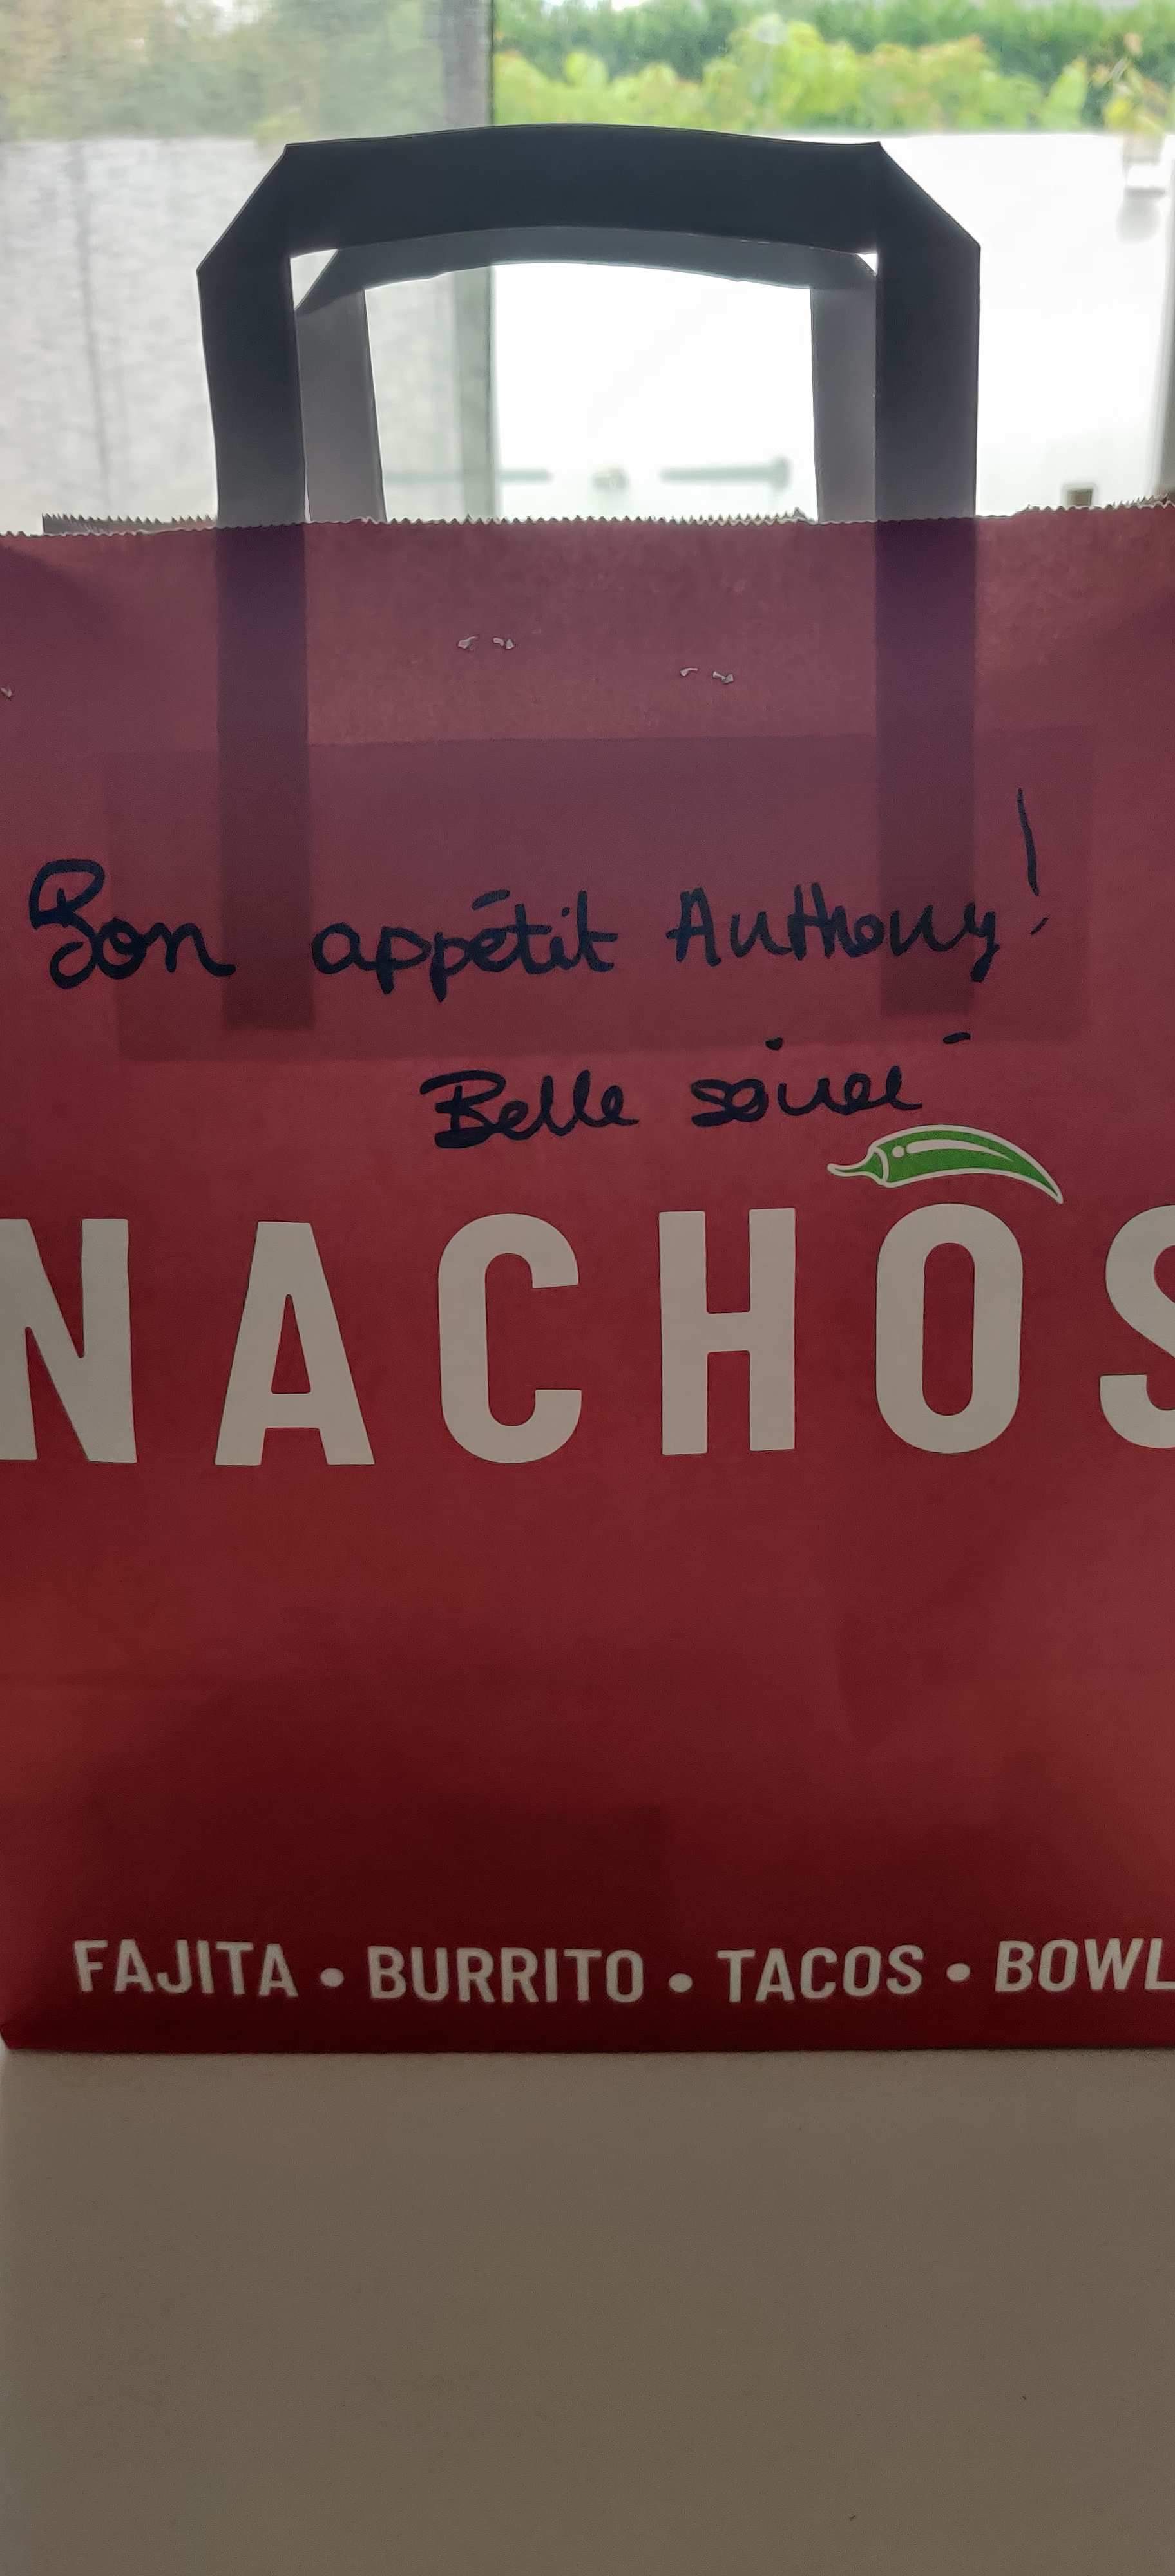 Bon appétit Anthony !
Belle soirée
NACHOS
FAJITA • BURRITO • TACOS • BOWL